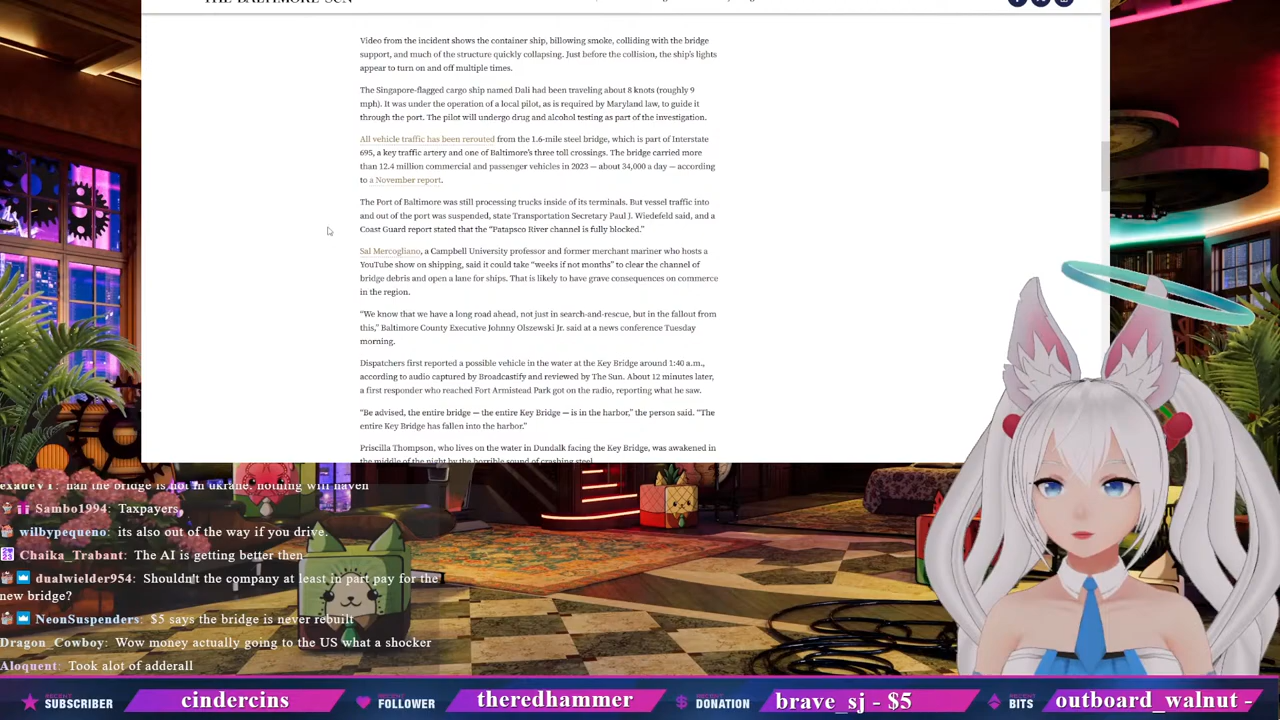 THE BALTIMORE SUN
Video from the incident shows the container ship, billowing smoke, colliding with the bridge
support, and much of the structure quickly collapsing. Just before the collision, the ship's lights
appear to turn on and off multiple times.
The Singapore-flagged cargo ship named Dali had been traveling about 8 knots (roughly 9
mph). It was under the operation of a local pilot, as is required by Maryland law, to guide it
through the port. The pilot will undergo drug and alcohol testing as part of the investigation.
All vehicle traffic has been rerouted from the 1.6-mile steel bridge, which is part of Interstate
695, a key traffic artery and one of Baltimore's three toll crossings. The bridge carried more
than 12.4 million commercial and passenger vehicles in 2023 — about 34,000 a day — according
to a November report.
The Port of Baltimore was still processing trucks inside of its terminals. But vessel traffic into
and out of the port was suspended, state Transportation Secretary Paul J. Wiedefeld said, and a
Coast Guard report stated that the “Patapsco River channel is fully blocked.”
Sal Mercogliano, a Campbell University professor and former merchant mariner who hosts a
YouTube show on shipping, said it could take “weeks if not months” to clear the channel of
bridge debris and open a lane for ships. That is likely to have grave consequences on commerce
in the region.
“We know that we have a long road ahead, not just in search-and-rescue, but in the fallout from
this,” Baltimore County Executive Johnny Olszewski Jr. said at a news conference Tuesday
morning.
Dispatchers first reported a possible vehicle in the water at the Key Bridge around 1:40 a.m.,
according to audio captured by Broadcastify and reviewed by The Sun. About 12 minutes later,
a first responder who reached Fort Armistead Park got on the radio, reporting what he saw.
“Be advised, the entire bridge — the entire Key Bridge — is in the harbor,” the person said. “The
entire Key Bridge has fallen into the harbor.”
Priscilla Thompson, who lives on the water in Dundalk facing the Key Bridge, was awakened in
the middle of the night by the horrible sound of crashing steel.
exadevi: nah the bridge is not in ukrane. nothing will haven
Sambo1994: Taxpayers
wilbypequeno: its also out of the way if you drive.
Chaika_Trabant: The AI is getting better then
dualwielder954: Shouldn't the company at least in part pay for the
new bridge?
NeonSuspenders: $5 says the bridge is never rebuilt
Dragon_Cowboy: Wow money actually going to the US what a shocker
Aloquent: Took alot of adderall
RECENT SUBSCRIBER cindercins RECENT FOLLOWER theredhammer RECENT DONATION brave_sj - $5 RECENT BITS outboard_walnut -